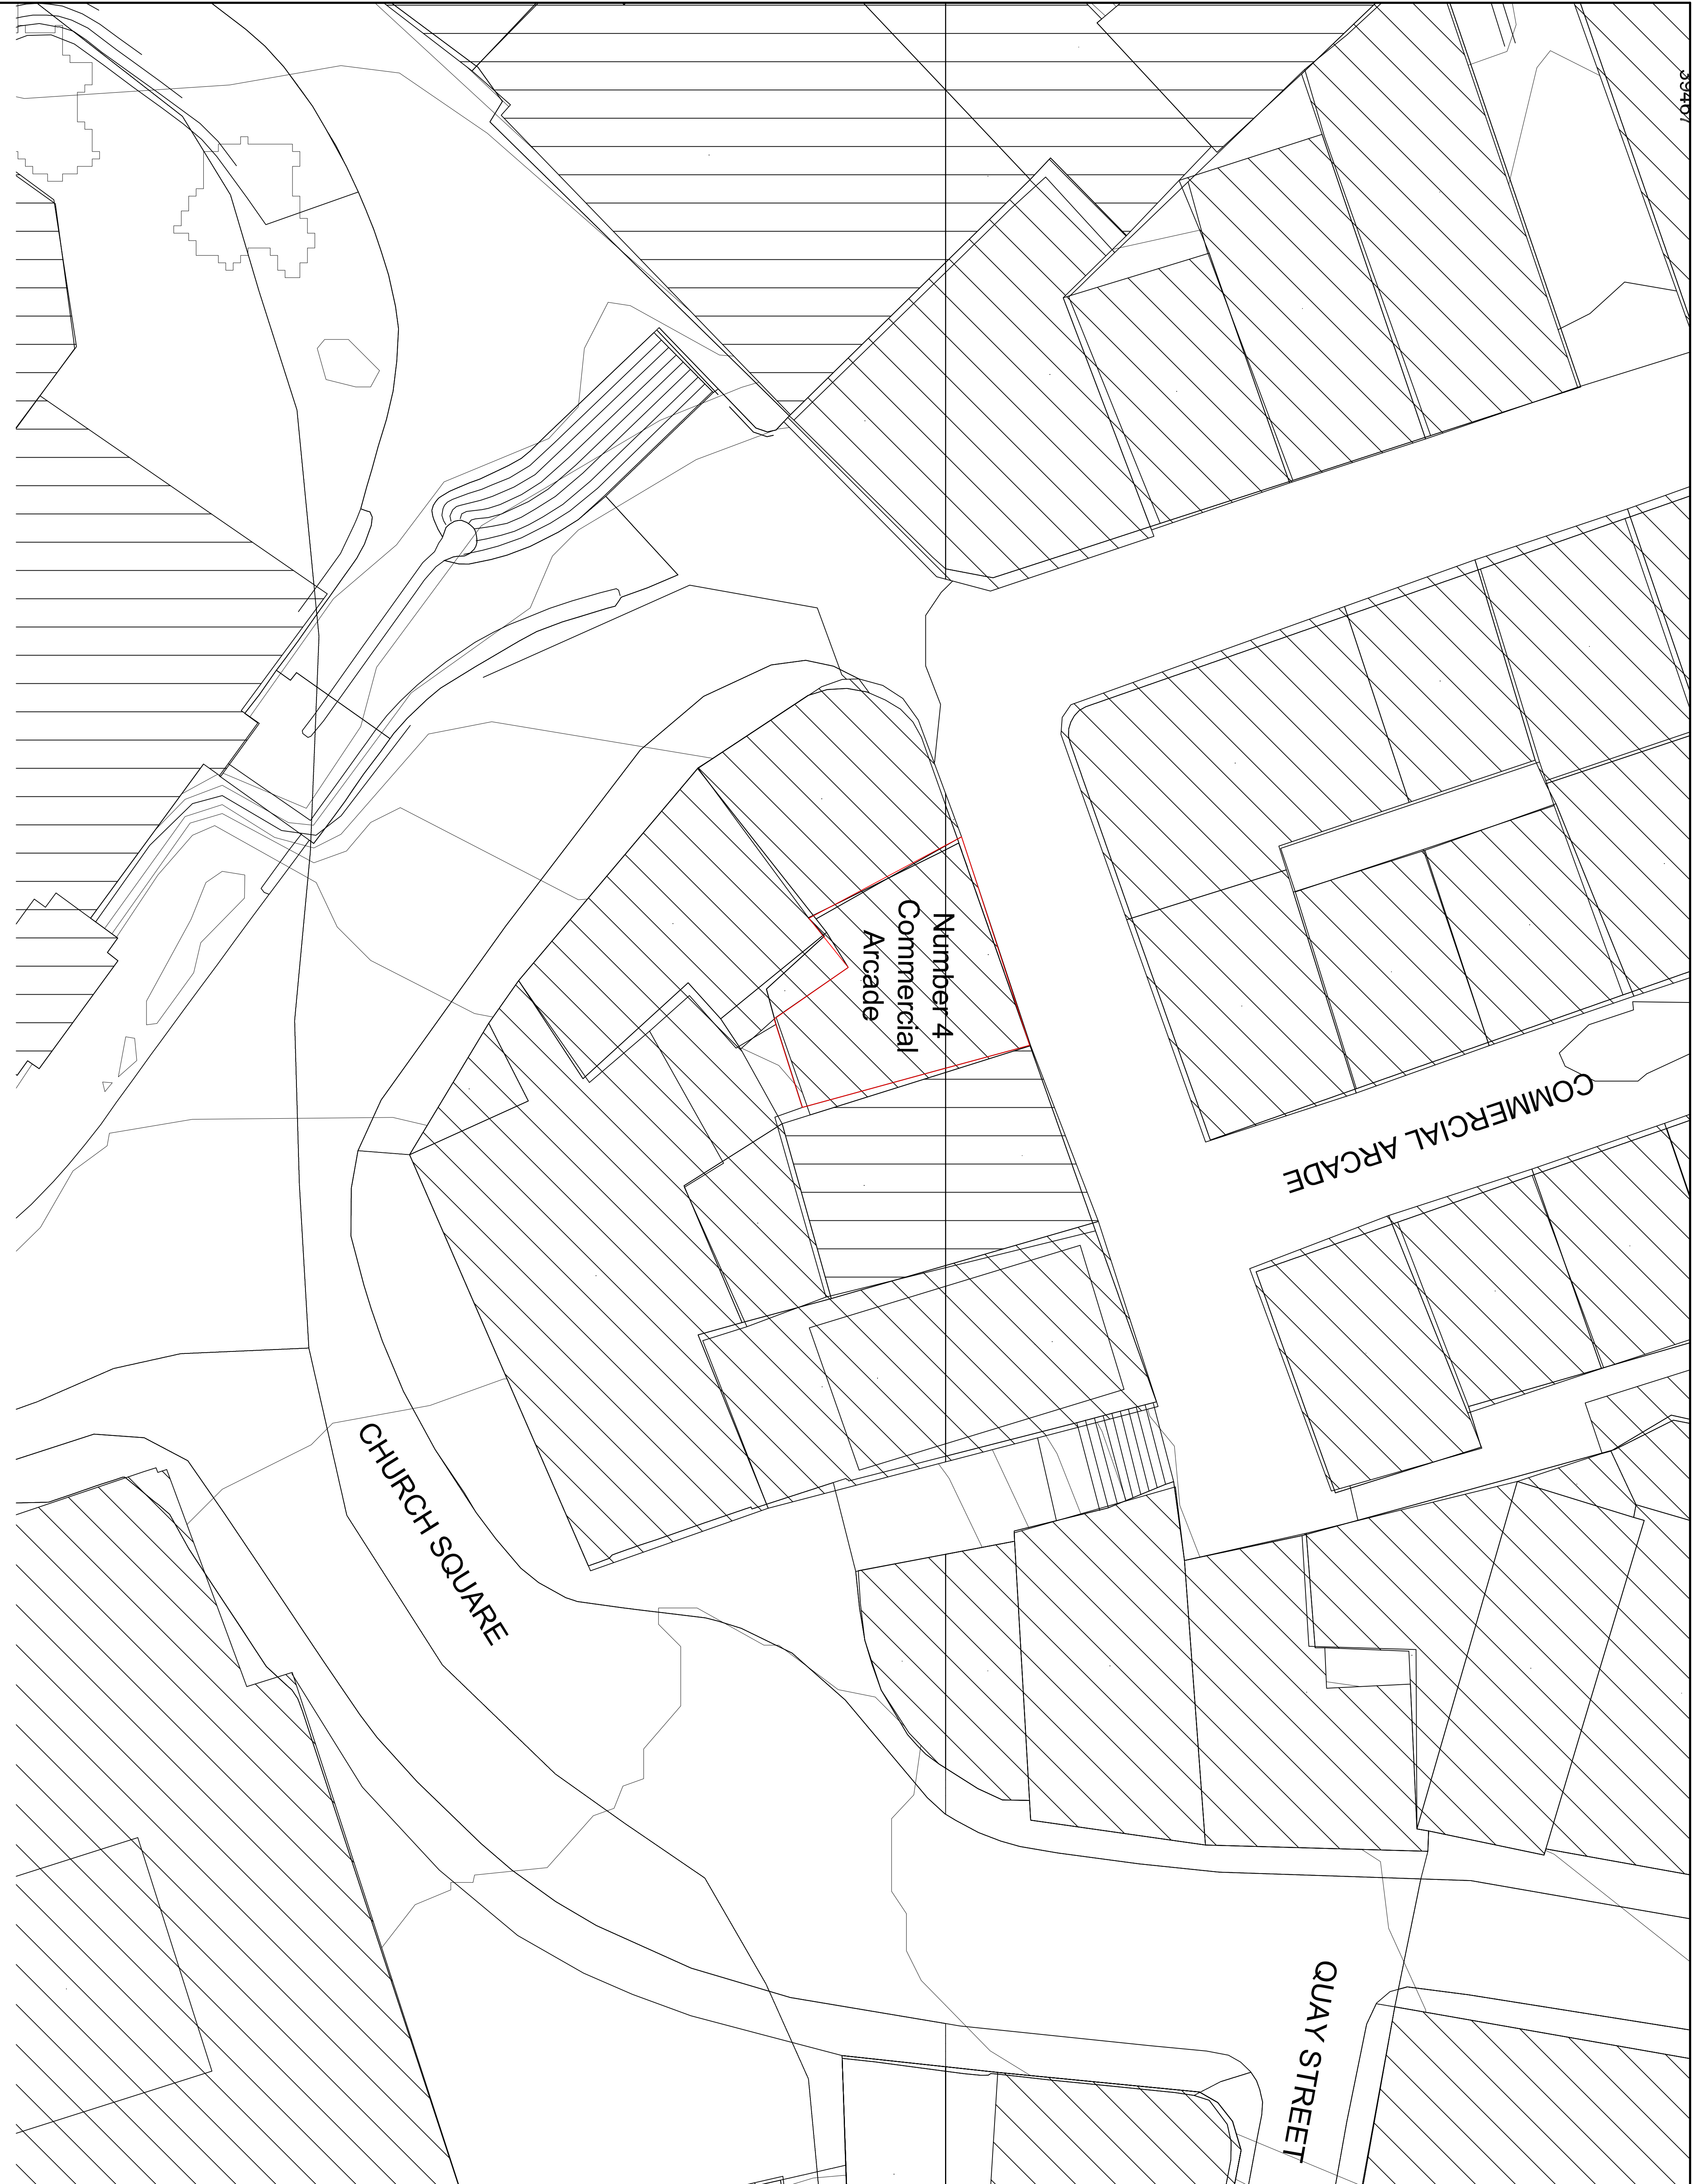 Number 4
Commercial
Arcade
COMMERCIAL ARCADE
CHURCH SQUARE
QUAY STREET